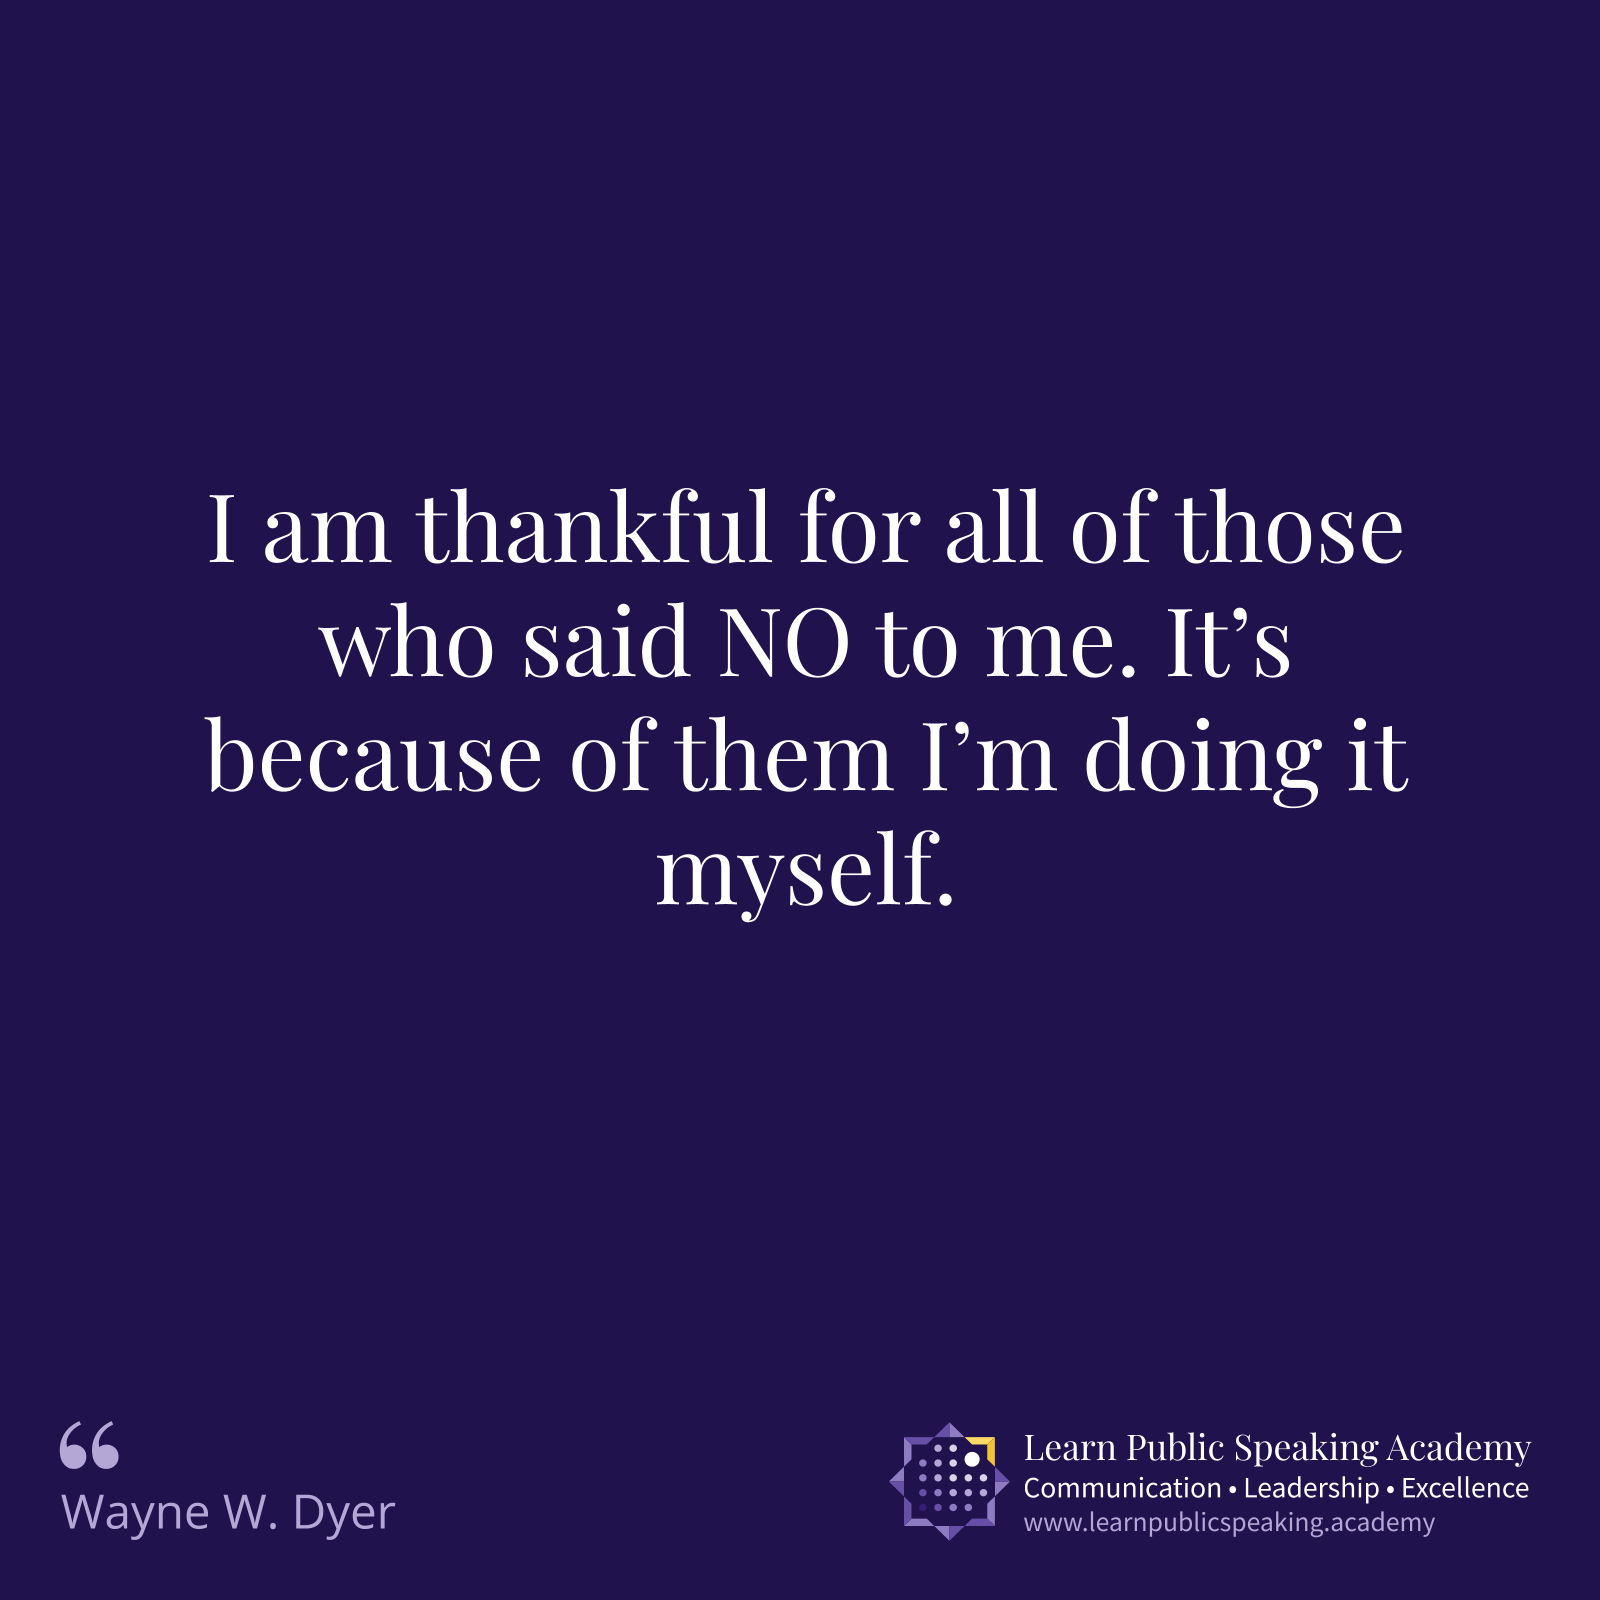 I am thankful for all of those
who said NO to me. It’s
because of them I’m doing it
myself.
“
Wayne W. Dyer
Learn Public Speaking Academy
Communication • Leadership • Excellence
www.learnpublicspeaking.academy